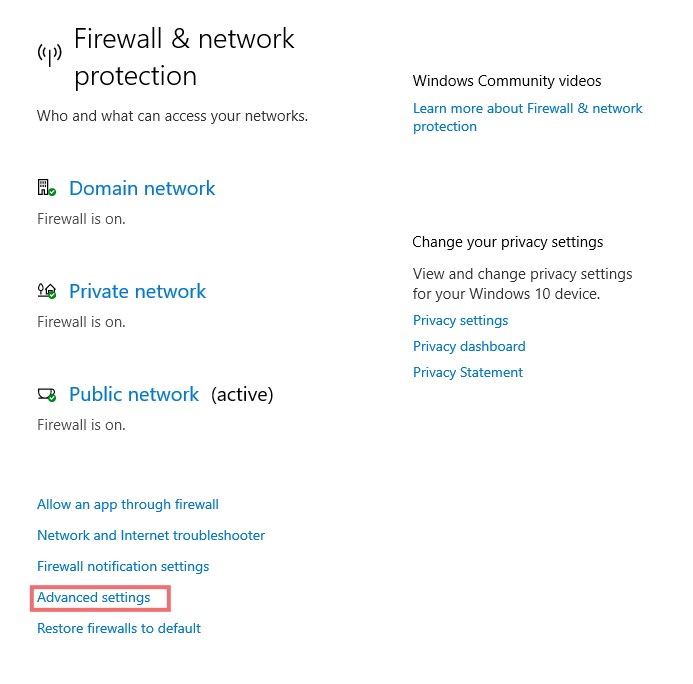 Firewall & network
protection
Who and what can access your networks.
Domain network
Firewall is on.
Private network
Firewall is on.
Public network (active)
Firewall is on.
Allow an app through firewall
Network and Internet troubleshooter
Firewall notification settings
Advanced settings
Restore firewalls to default
Windows Community videos
Learn more about Firewall & network
protection
Change your privacy settings
View and change privacy settings
for your Windows 10 device.
Privacy settings
Privacy dashboard
Privacy Statement